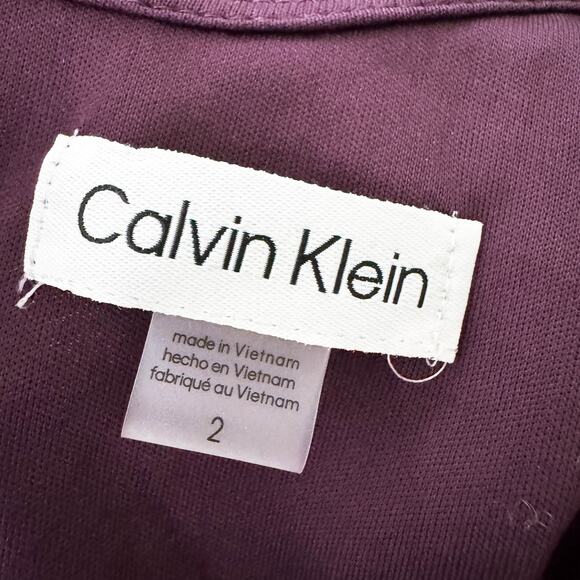 Calvin Klein
made in Vietnam
hecho en Vietnam
fabriqué au Vietnam
2